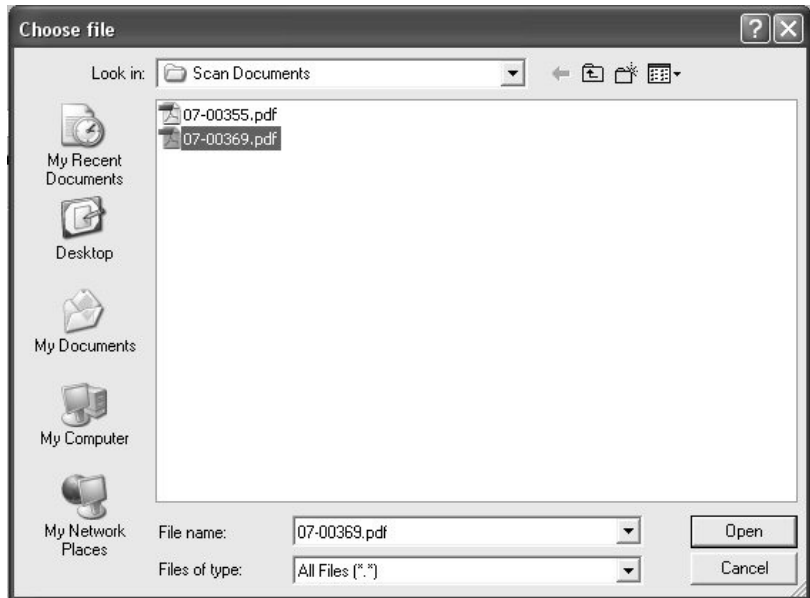 Choose file
Look in:
Scan Documents
07-00355.pdf
07-00369.pdf
My Recent
Documents
Desktop
My Documents
My Computer
My Network
Places
File name:
07-00369.pdf
Open
Files of type:
All Files (*.*)
Cancel